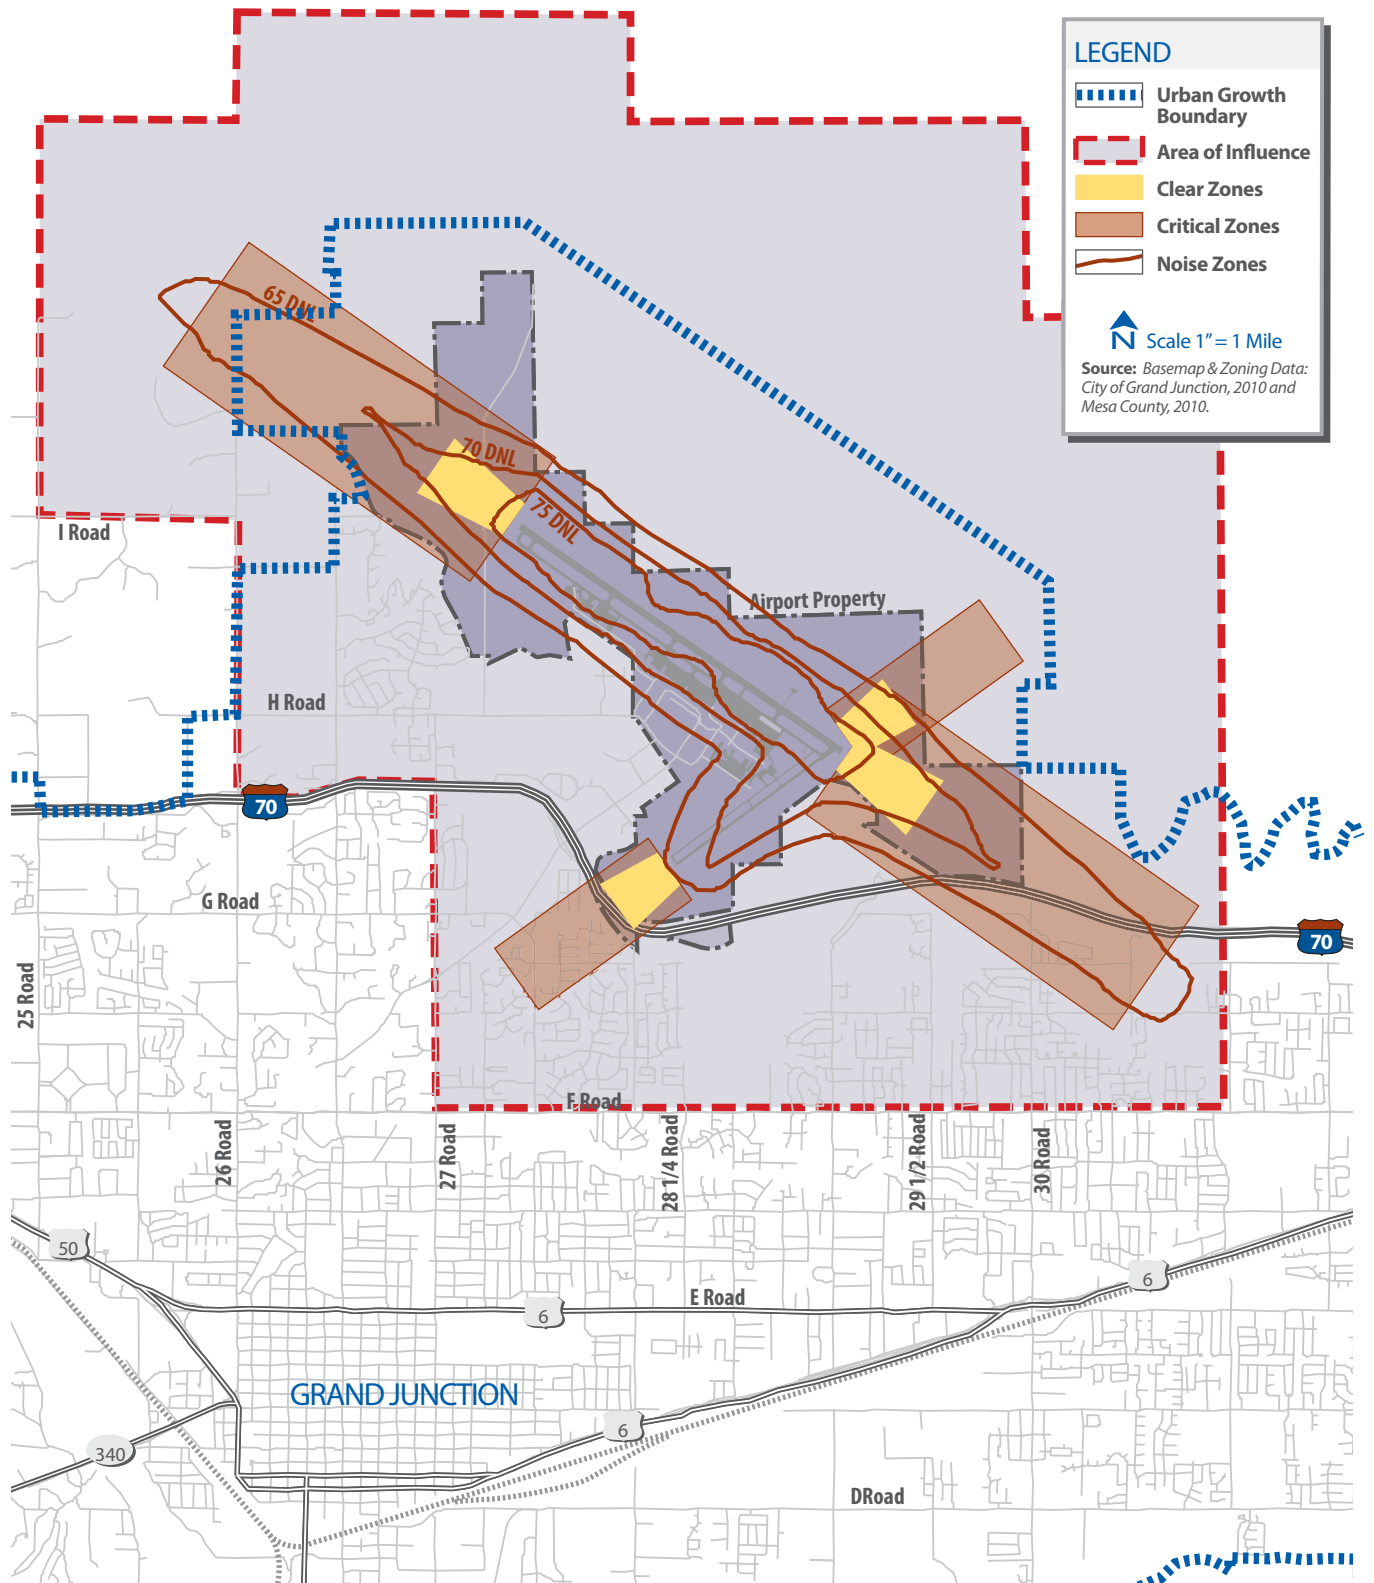 LEGEND
Urban Growth
Boundary
Area of Influence
Clear Zones
Critical Zones
Noise Zones
N
Scale 1” = 1 Mile
Source: Basemap & Zoning Data:
City of Grand Junction, 2010 and
Mesa County, 2010.
65 DNL
70 DNL
75 DNL
I Road
Airport Property
H Road
70
G Road
70
25 Road
F Road
26 Road
27 Road
28 1/4 Road
29 1/2 Road
30 Road
50
6
E Road
6
GRAND JUNCTION
6
340
DRoad